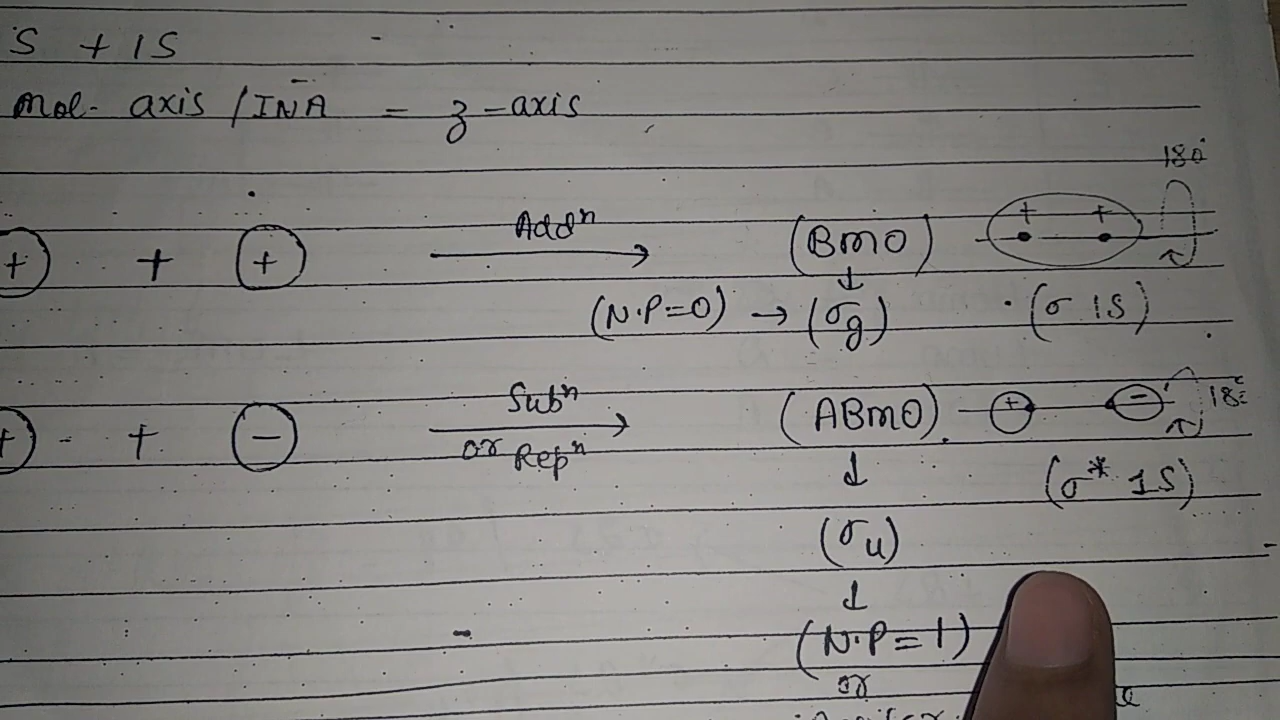 S + 1S
mol- axis / INA = z-axis
180°
+ + + Addⁿ (BMO) + +
(N.P=0) → (σg) (σ 1S)
+ + − Subⁿ (ABMO) + −
or Repⁿ
(σ* 1S)
(σu)
(N.P=1)
or